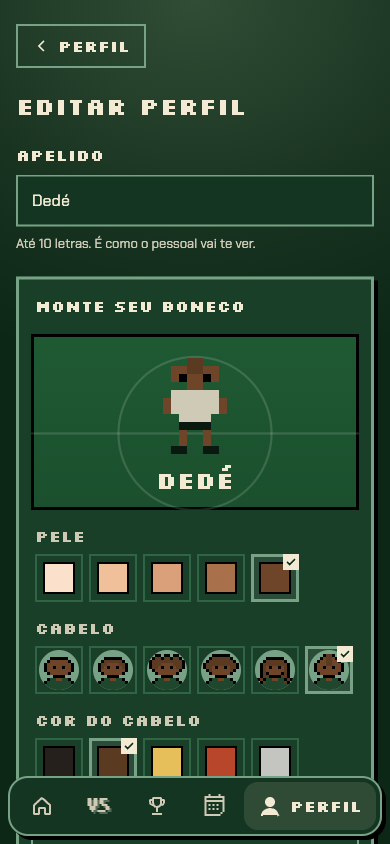 PERFIL
EDITAR PERFIL
APELIDO
Dedé
Até 10 letras. É como o pessoal vai te ver.
MONTE SEU BONECO
DEDÉ
PELE
CABELO
COR DO CABELO
VS
PERFIL